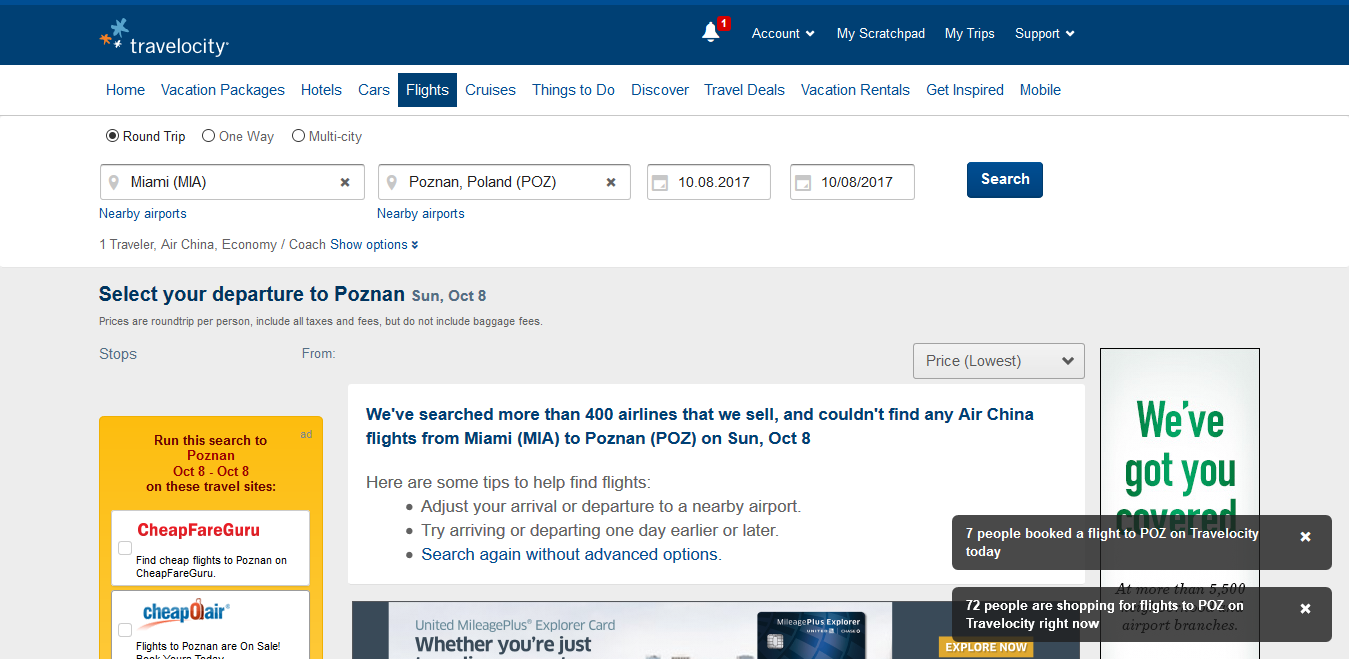 travelocity
1
Account
My Scratchpad
My Trips
Support
Home
Vacation Packages
Hotels
Cars
Flights
Cruises
Things to Do
Discover
Travel Deals
Vacation Rentals
Get Inspired
Mobile
Round Trip
One Way
Multi-city
Miami (MIA)
Poznan, Poland (POZ)
10.08.2017
10/08/2017
Search
Nearby airports
Nearby airports
1 Traveler, Air China, Economy / Coach Show options
Select your departure to Poznan Sun, Oct 8
Prices are roundtrip per person, include all taxes and fees, but do not include baggage fees.
Stops
From:
Price (Lowest)
ad
Run this search to
Poznan
Oct 8 - Oct 8
on these travel sites:
CheapFareGuru
Find cheap flights to Poznan on
CheapFareGuru.
cheapOair
Flights to Poznan are On Sale!
Book Yours Today
We've searched more than 400 airlines that we sell, and couldn't find any Air China
flights from Miami (MIA) to Poznan (POZ) on Sun, Oct 8
Here are some tips to help find flights:
Adjust your arrival or departure to a nearby airport.
Try arriving or departing one day earlier or later.
Search again without advanced options.
United MileagePlus® Explorer Card
Whether you're just
MileagePlus Explorer
UNITED
CHASE
EXPLORE NOW
We've
got you
covered
At more than 5,500
airport branches.
7 people booked a flight to POZ on Travelocity
today
72 people are shopping for flights to POZ on
Travelocity right now